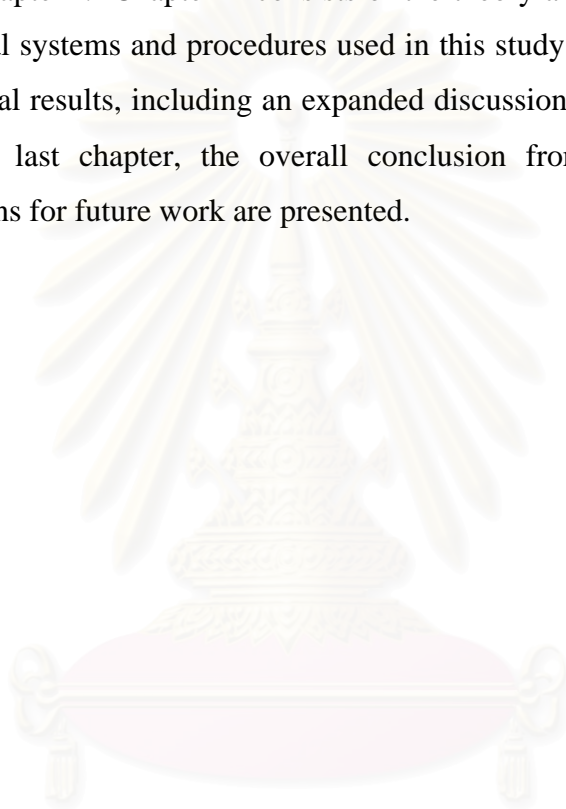 l systems and procedures used in this study
al results, including an expanded discussion
last chapter, the overall conclusion from
ns for future work are presented.